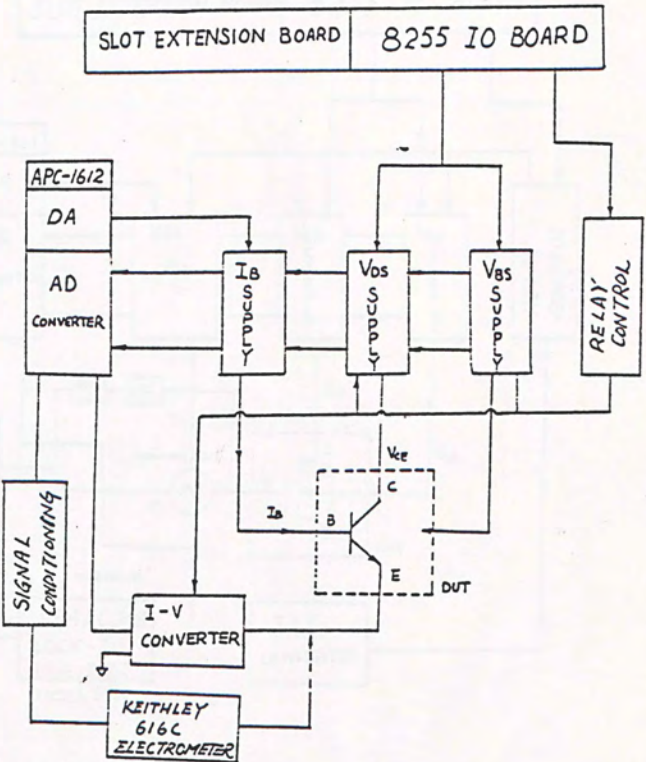 SLOT EXTENSION BOARD
8255 IO BOARD
APC-1612
DA
AD
CONVERTER
IB
SUPPLY
VDS
SUPPLY
VBS
SUPPLY
RELAY
CONTROL
VCE
C
IB
B
E
DUT
SIGNAL
CONDITIONING
I-V
CONVERTER
KEITHLEY
616C
ELECTROMETER